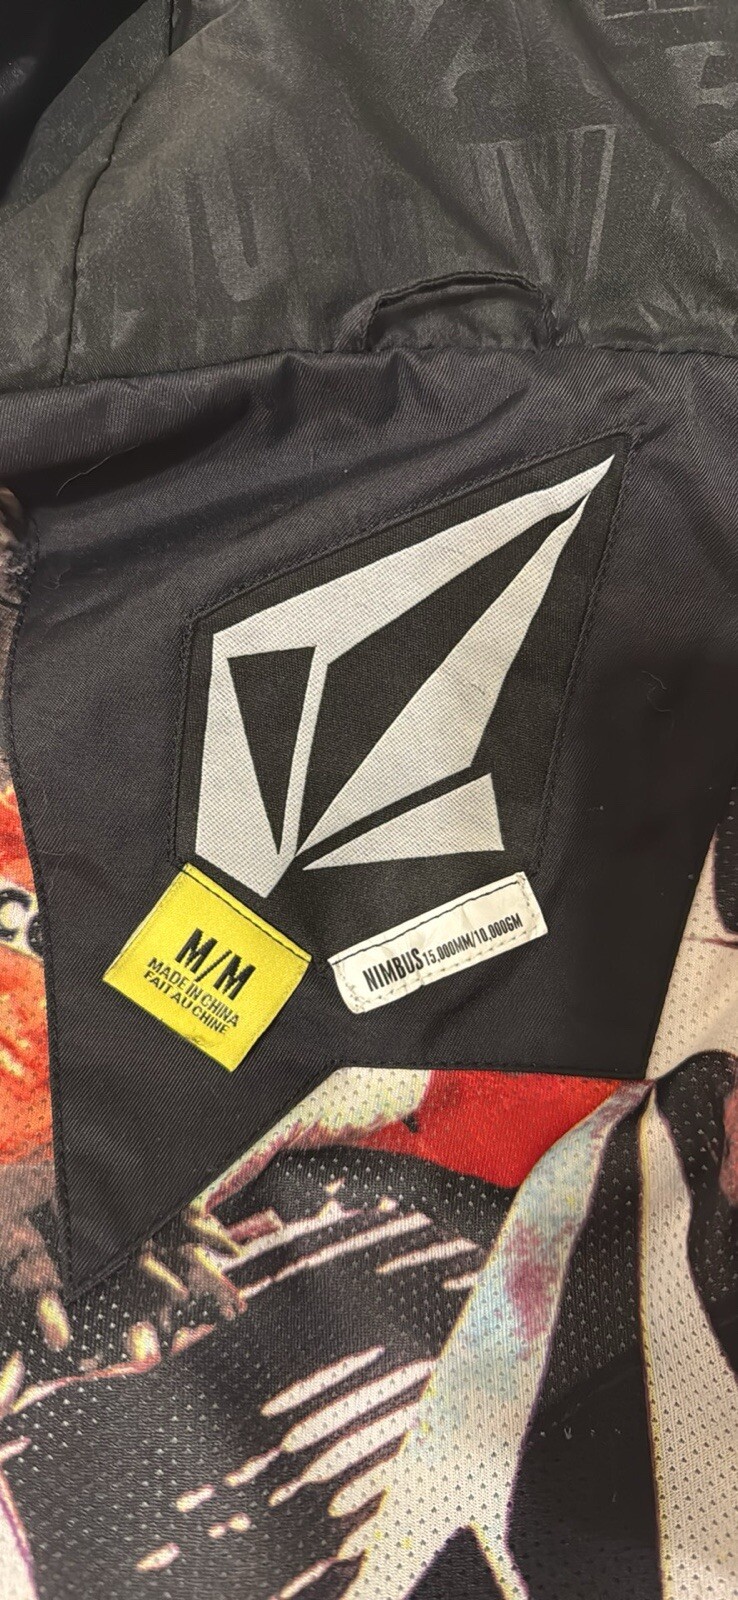 M/M
MADE IN CHINA
FAIT AU CHINE
NIMBUS 15,000MM/10,000GM